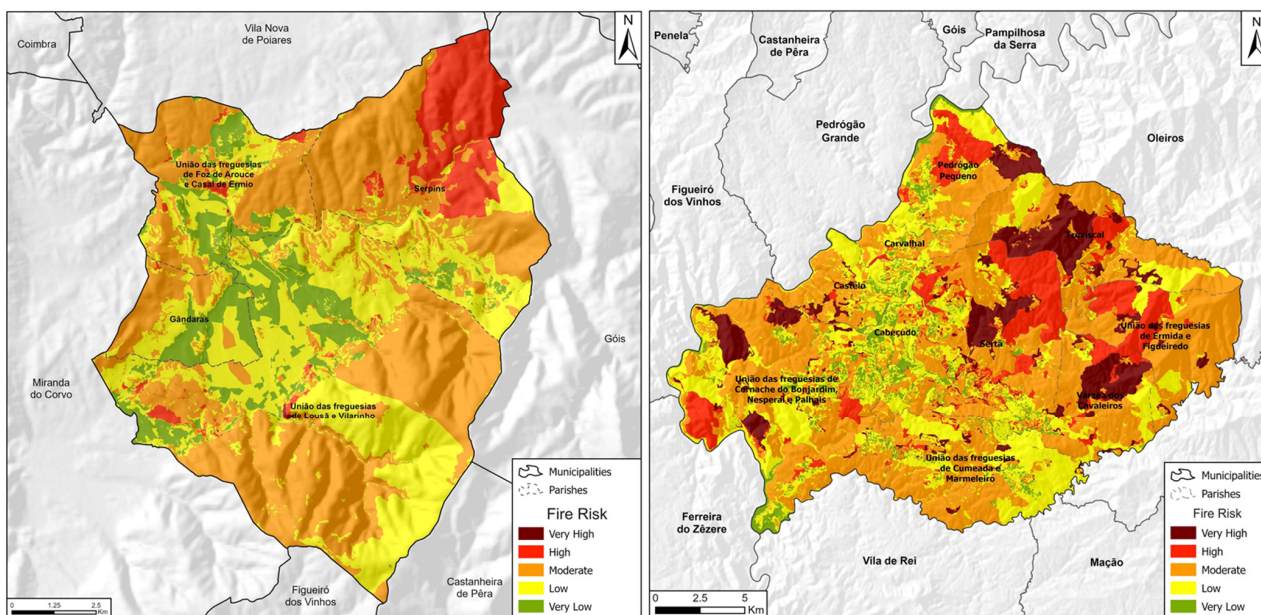 Coimbra
Vila Nova
de Poiares
N
União das freguesias
de Foz de Arouce
e Casal de Ermio
Serpins
Gândaras
Góis
Miranda
do Corvo
União das freguesias
de Lousã e Vilarinho
Figueiró
dos Vinhos
Castanheira
de Pêra
Municipalities
Parishes
Fire Risk
Very High
High
Moderate
Low
Very Low
0 1.25 2.5
Km
Penela
Castanheira
de Pêra
Góis
Pampilhosa
da Serra
N
Pedrógão
Grande
Oleiros
Pedrógão
Pequeno
Figueiró
dos Vinhos
Troviscal
Carvalhal
Castelo
Cabeçudo
Sertã
União das freguesias
de Ermida e
Figueiredo
União das freguesias de
Cernache do Bonjardim,
Nesperal e Palhais
Várzea dos
Cavaleiros
União das freguesias
de Cumeada e
Marmeleiro
Ferreira
do Zêzere
Vila de Rei
Mação
Municipalities
Parishes
Fire Risk
Very High
High
Moderate
Low
Very Low
0 2.5 5
Km